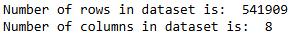 Number of rows in dataset is:  541909
Number of columns in dataset is:  8